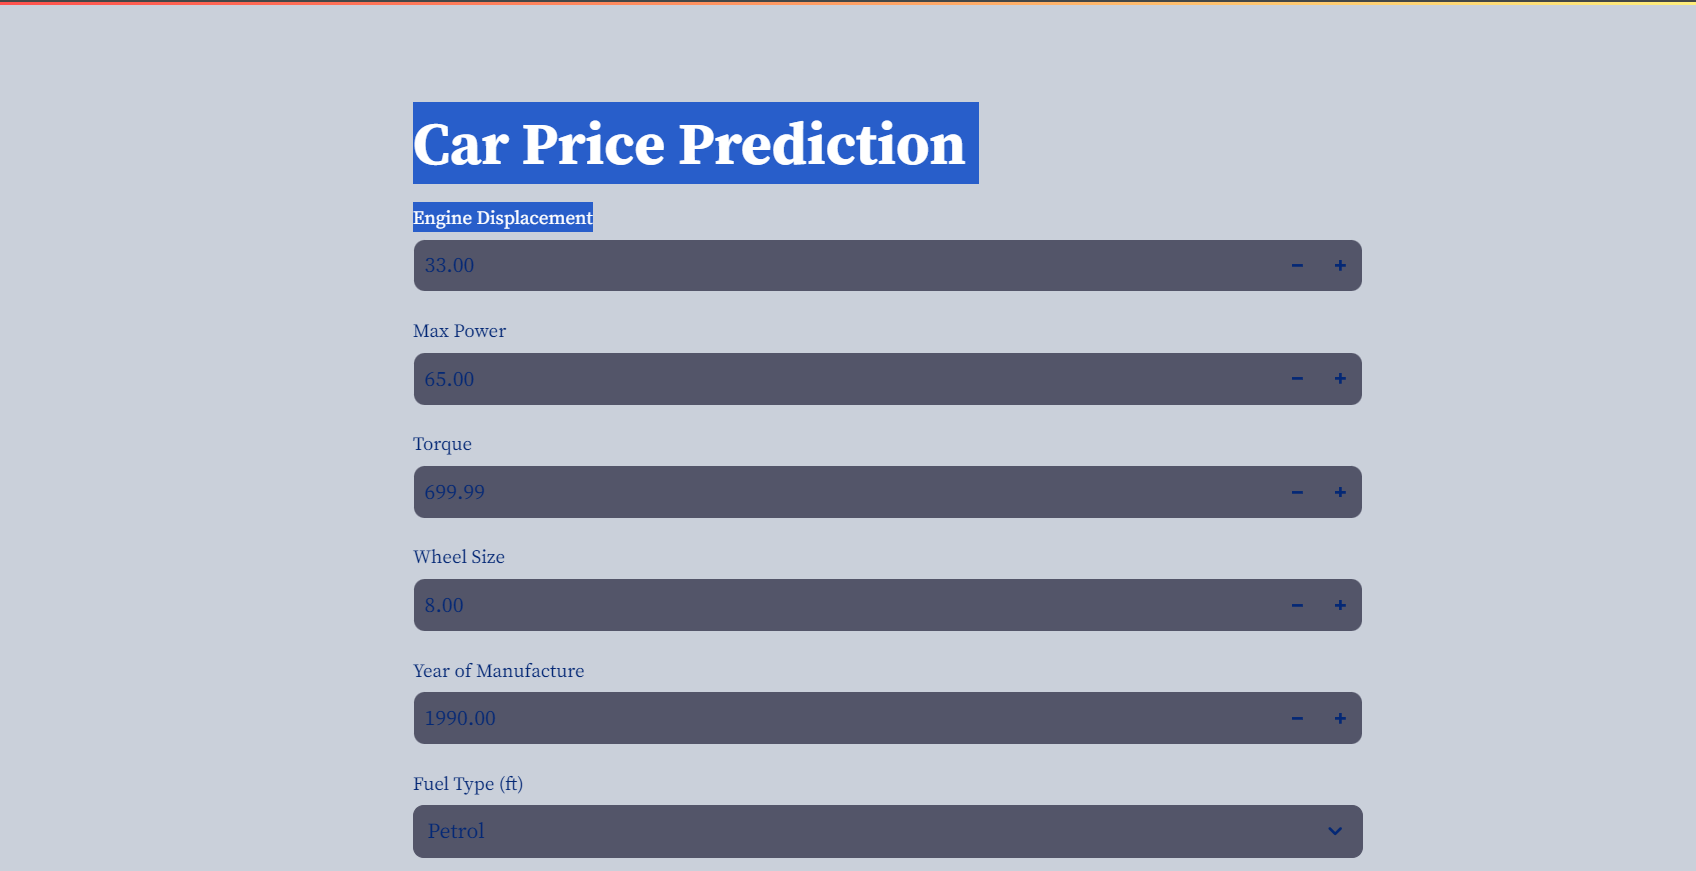 Car Price Prediction
Engine Displacement
33.00
Max Power
65.00
Torque
699.99
Wheel Size
8.00
Year of Manufacture
1990.00
Fuel Type (ft)
Petrol